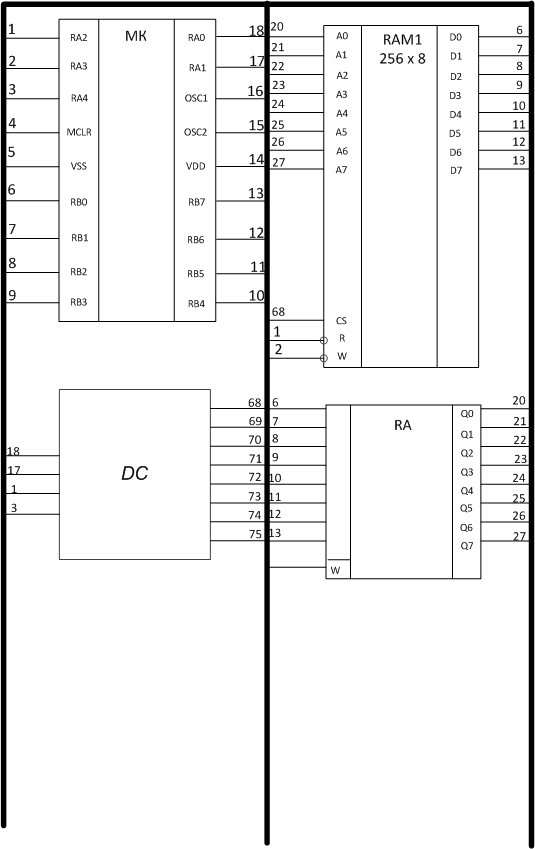 1 RA2 МК RA0 18
2 RA3 RA1 17
3 RA4 OSC1 16
4 MCLR OSC2 15
5 VSS VDD 14
6 RB0 RB7 13
7 RB1 RB6 12
8 RB2 RB5 11
9 RB3 RB4 10
20 A0 RAM1 D0 6
21 A1 256 x 8 D1 7
22 A2 D2 8
23 A3 D3 9
24 A4 D4 10
25 A5 D5 11
26 A6 D6 12
27 A7 D7 13
68 CS
1 R
2 W
DC
18
17
1
3
68
69
70
71
72
73
74
75
6 RA Q0 20
7 Q1 21
8 Q2 22
9 Q3 23
10 Q4 24
11 Q5 25
12 Q6 26
13 Q7 27
W